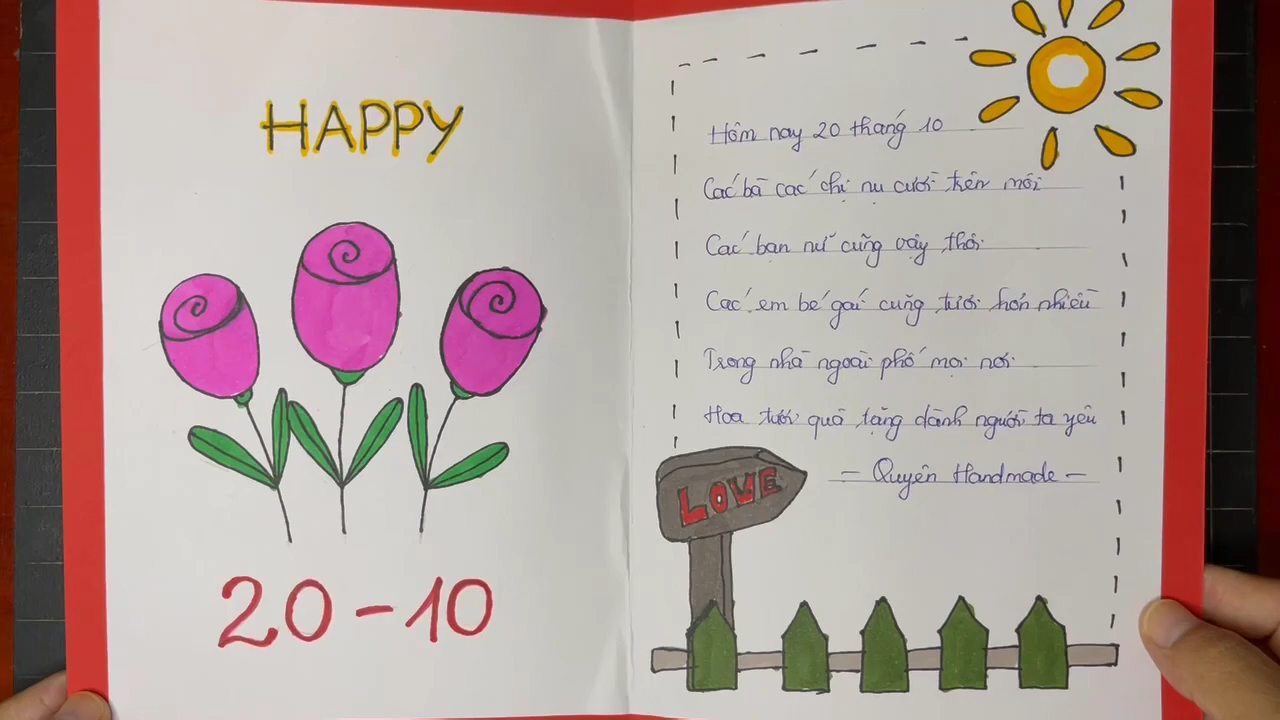 HAPPY
20-10
Hôm nay 20 tháng 10
Các bà các chị nụ cười trên môi
Các bạn nữ cũng vậy thôi
Các em bé gái cũng tươi hơn nhiều
Trong nhà ngoài phố mọi nơi
Hoa tươi quà tặng dành người ta yêu
- Quyên Handmade -
LOVE